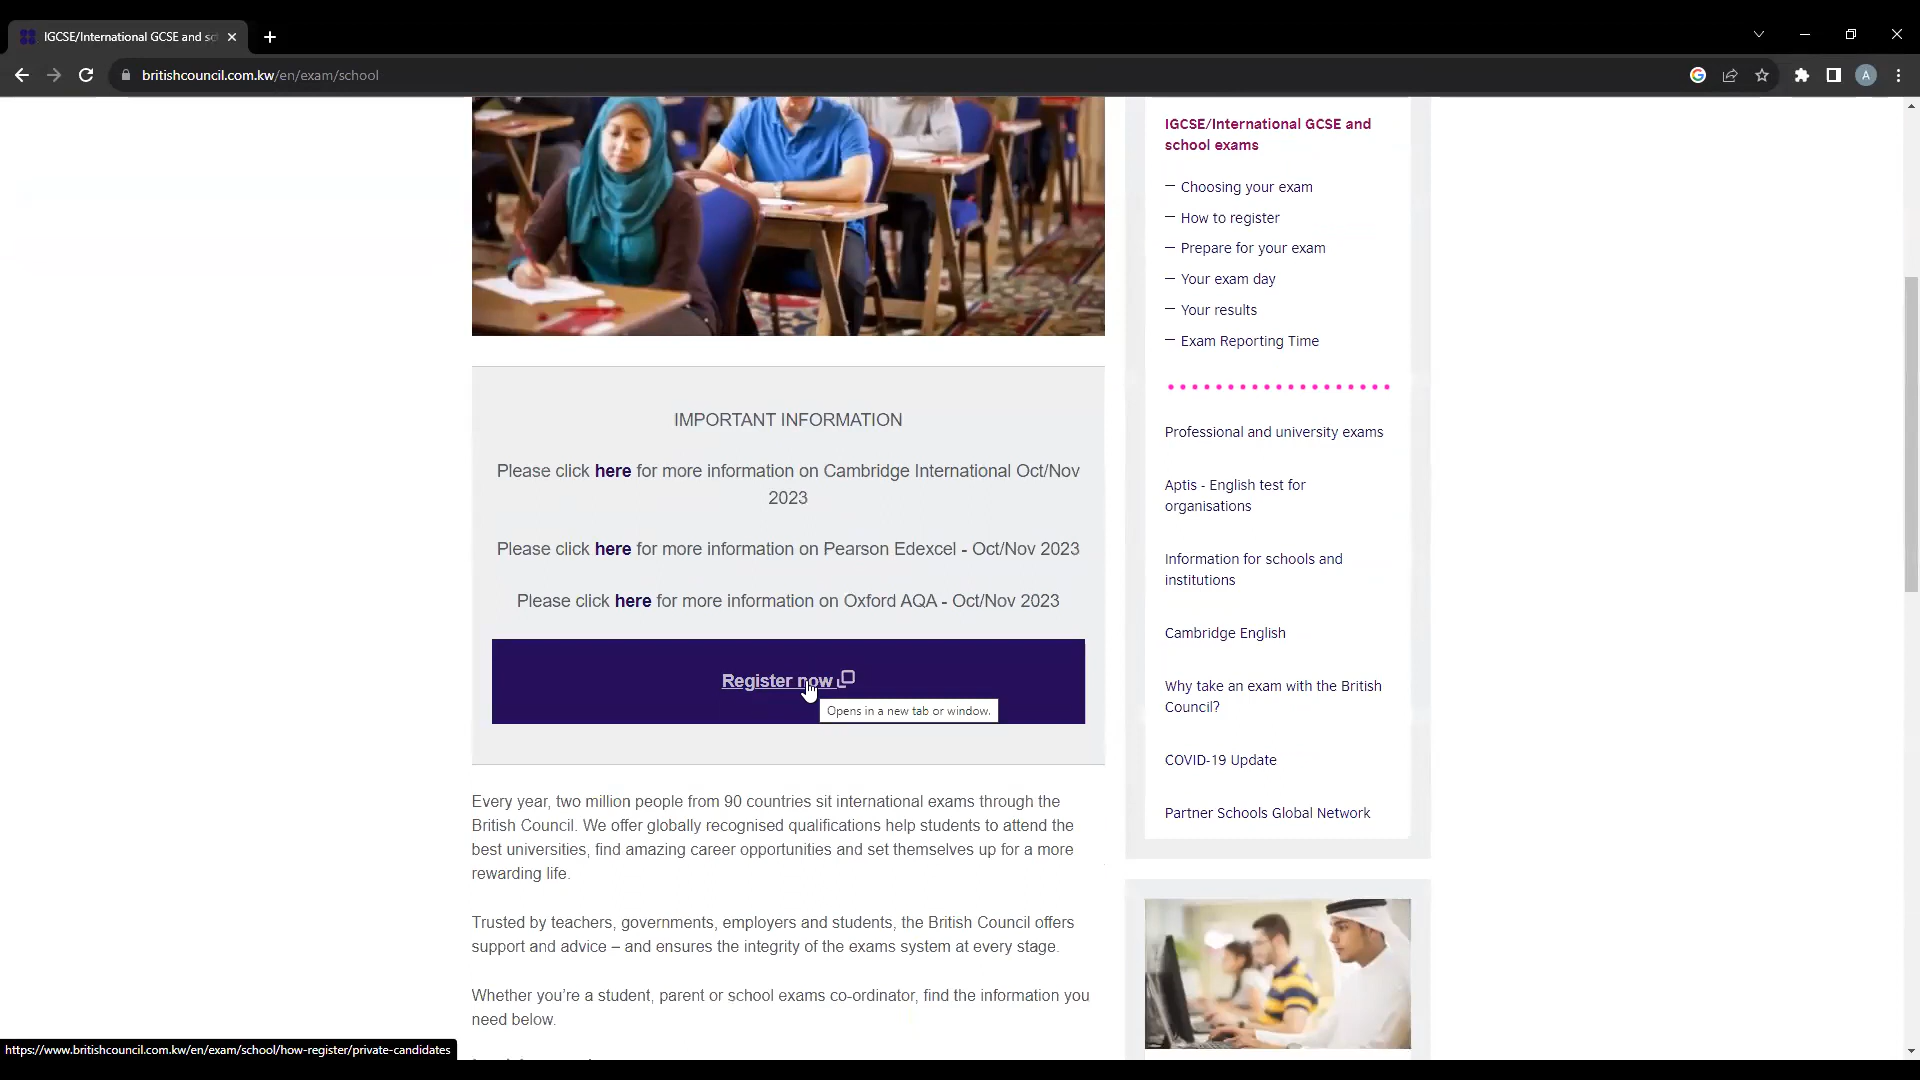 IGCSE/International GCSE and sc
britishcouncil.com.kw/en/exam/school
A
IMPORTANT INFORMATION
Please click here for more information on Cambridge International Oct/Nov
2023
Please click here for more information on Pearson Edexcel - Oct/Nov 2023
Please click here for more information on Oxford AQA - Oct/Nov 2023
Register now
Opens in a new tab or window.
Every year, two million people from 90 countries sit international exams through the
British Council. We offer globally recognised qualifications help students to attend the
best universities, find amazing career opportunities and set themselves up for a more
rewarding life.
Trusted by teachers, governments, employers and students, the British Council offers
support and advice – and ensures the integrity of the exams system at every stage.
Whether you're a student, parent or school exams co-ordinator, find the information you
need below.
IGCSE/International GCSE and
school exams
— Choosing your exam
— How to register
— Prepare for your exam
— Your exam day
— Your results
— Exam Reporting Time
Professional and university exams
Aptis - English test for
organisations
Information for schools and
institutions
Cambridge English
Why take an exam with the British
Council?
COVID-19 Update
Partner Schools Global Network
https://www.britishcouncil.com.kw/en/exam/school/how-register/private-candidates